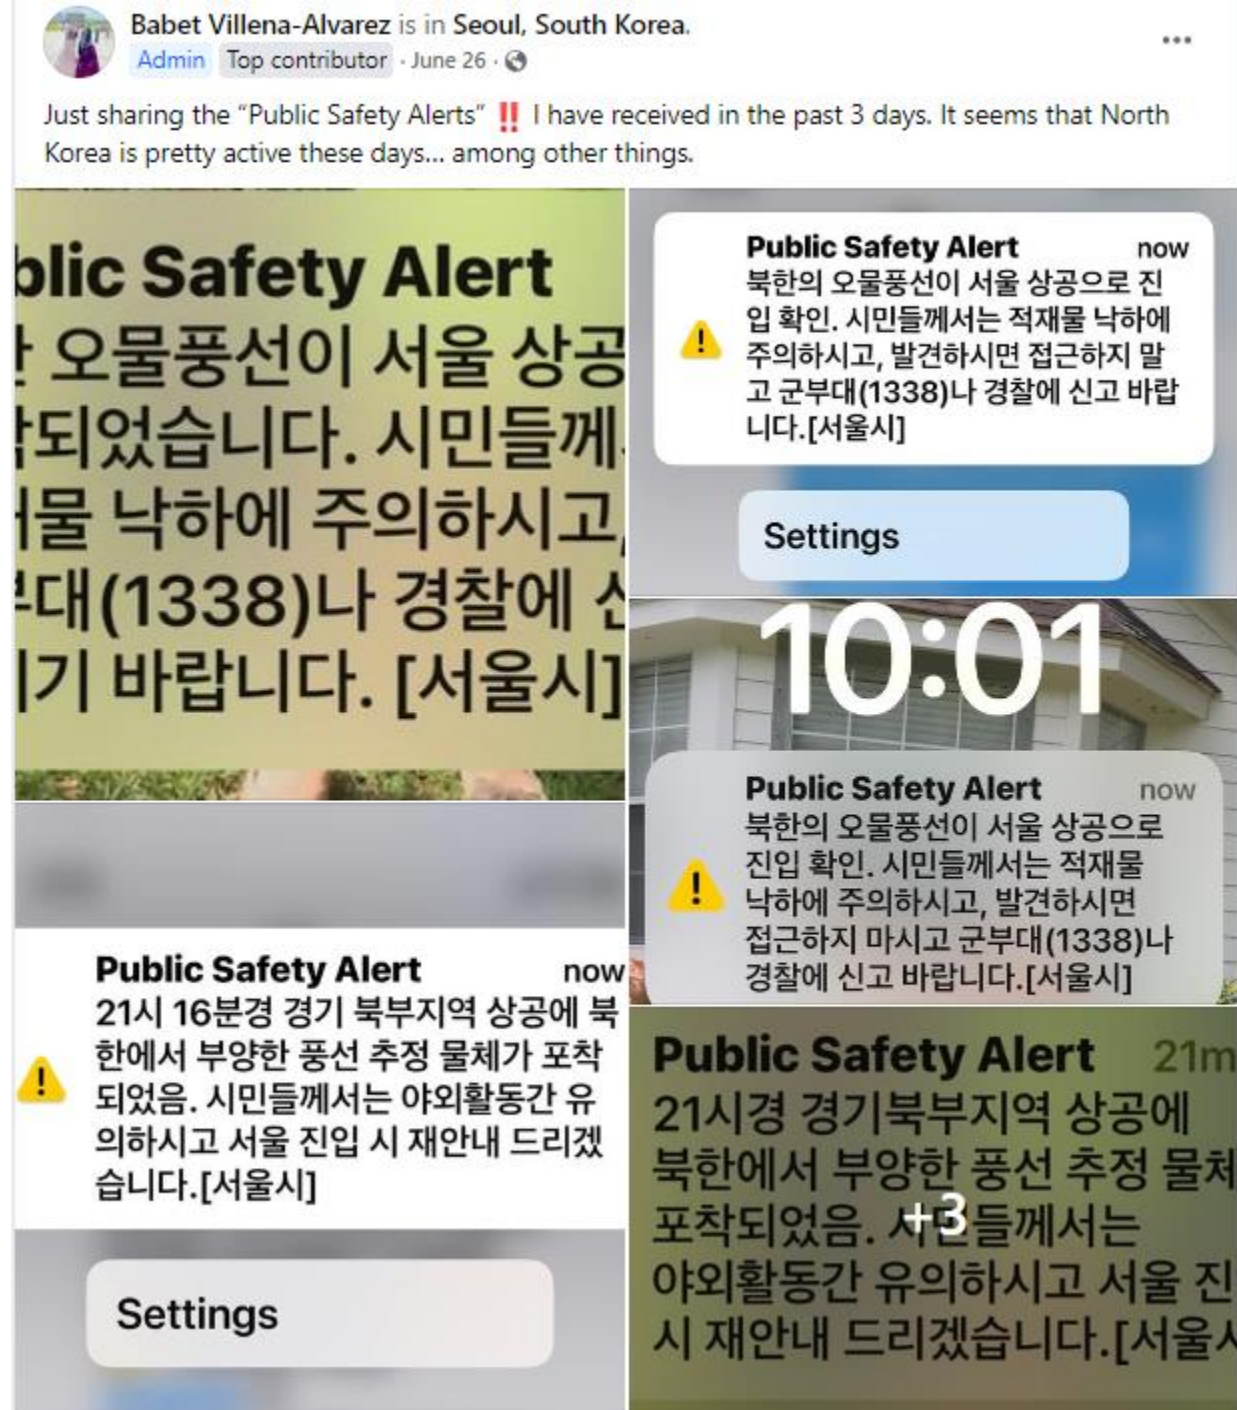 Babet Villena-Alvarez is in Seoul, South Korea.
Admin Top contributor · June 26 ·
Just sharing the “Public Safety Alerts” ‼️ I have received in the past 3 days. It seems that North
Korea is pretty active these days... among other things.
blic Safety Alert
오물풍선이 서울 상공
되었습니다. 시민들께
물 낙하에 주의하시고,
대(1338)나 경찰에
기 바랍니다. [서울시]
Public Safety Alert now
북한의 오물풍선이 서울 상공으로 진
입 확인. 시민들께서는 적재물 낙하에
주의하시고, 발견하시면 접근하지 말
고 군부대(1338)나 경찰에 신고 바랍
니다.[서울시]
Settings
10:01
Public Safety Alert now
북한의 오물풍선이 서울 상공으로
진입 확인. 시민들께서는 적재물
낙하에 주의하시고, 발견하시면
접근하지 마시고 군부대(1338)나
경찰에 신고 바랍니다.[서울시]
Public Safety Alert now
21시 16분경 경기 북부지역 상공에 북
한에서 부양한 풍선 추정 물체가 포착
되었음. 시민들께서는 야외활동간 유
의하시고 서울 진입 시 재안내 드리겠
습니다.[서울시]
Settings
Public Safety Alert 21m
21시경 경기북부지역 상공에
북한에서 부양한 풍선 추정 물체
포착되었음. 시민들께서는
+3
야외활동간 유의하시고 서울 진
시 재안내 드리겠습니다.[서울시